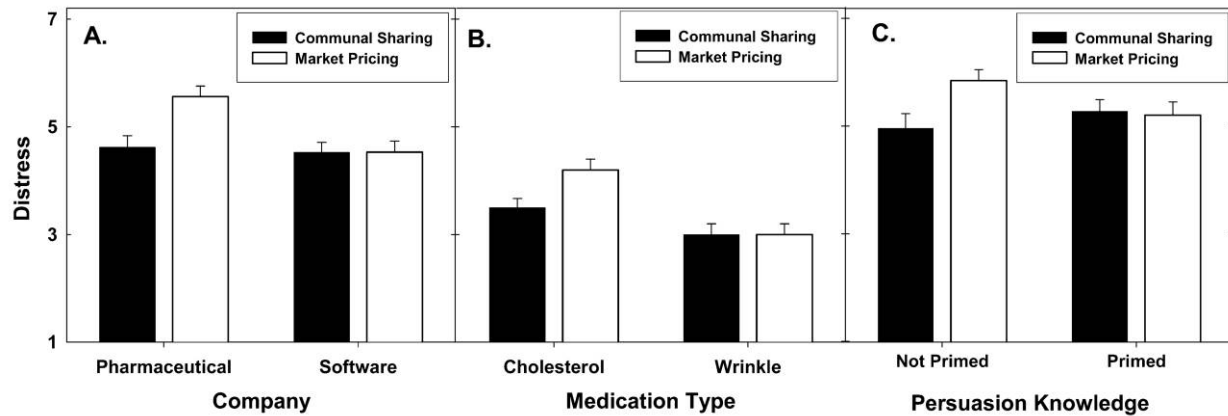 A.
Communal Sharing
Market Pricing
B.
Communal Sharing
Market Pricing
C.
Communal Sharing
Market Pricing
7
5
3
1
Distress
Pharmaceutical Software
Cholesterol Wrinkle
Not Primed Primed
Company
Medication Type
Persuasion Knowledge